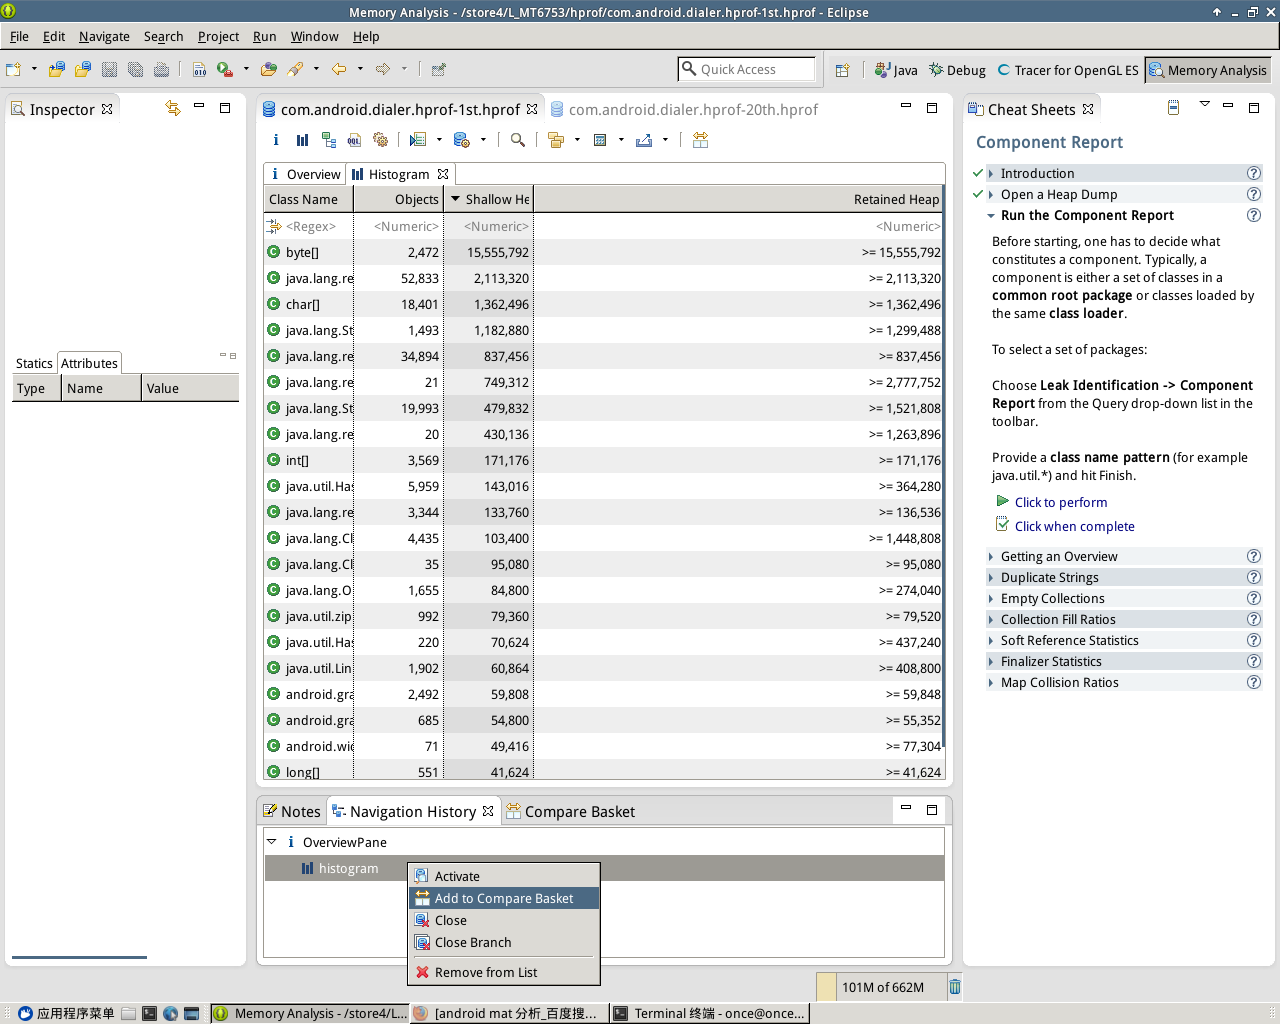 Memory Analysis - /store4/L_MT6753/hprof/com.android.dialer.hprof-1st.hprof - Eclipse
File Edit Navigate Search Project Run Window Help
Quick Access
Java Debug Tracer for OpenGL ES Memory Analysis
Inspector
Statics Attributes
Type Name Value
com.android.dialer.hprof-1st.hprof com.android.dialer.hprof-20th.hprof
Overview Histogram
Class Name Objects Shallow He Retained Heap
<Regex> <Numeric> <Numeric> <Numeric>
byte[] 2,472 15,555,792 >= 15,555,792
java.lang.re 52,833 2,113,320 >= 2,113,320
char[] 18,401 1,362,496 >= 1,362,496
java.lang.St 1,493 1,182,880 >= 1,299,488
java.lang.re 34,894 837,456 >= 837,456
java.lang.re 21 749,312 >= 2,777,752
java.lang.St 19,993 479,832 >= 1,521,808
java.lang.re 20 430,136 >= 1,263,896
int[] 3,569 171,176 >= 171,176
java.util.Has 5,959 143,016 >= 364,280
java.lang.re 3,344 133,760 >= 136,536
java.lang.Cl 4,435 103,400 >= 1,448,808
java.lang.Cl 35 95,080 >= 95,080
java.lang.O 1,655 84,800 >= 274,040
java.util.zip 992 79,360 >= 79,520
java.util.Has 220 70,624 >= 437,240
java.util.Lin 1,902 60,864 >= 408,800
android.gra 2,492 59,808 >= 59,848
android.gra 685 54,800 >= 55,352
android.wid 71 49,416 >= 77,304
long[] 551 41,624 >= 41,624
Notes Navigation History Compare Basket
OverviewPane
histogram
Activate
Add to Compare Basket
Close
Close Branch
Remove from List
Cheat Sheets
Component Report
Introduction
Open a Heap Dump
Run the Component Report
Before starting, one has to decide what
constitutes a component. Typically, a
component is either a set of classes in a
common root package or classes loaded by
the same class loader.
To select a set of packages:
Choose Leak Identification -> Component
Report from the Query drop-down list in the
toolbar.
Provide a class name pattern (for example
java.util.*) and hit Finish.
Click to perform
Click when complete
Getting an Overview
Duplicate Strings
Empty Collections
Collection Fill Ratios
Soft Reference Statistics
Finalizer Statistics
Map Collision Ratios
101M of 662M
应用程序菜单 Memory Analysis - /store4/L... [android mat 分析_百度搜... Terminal 终端 - once@once...